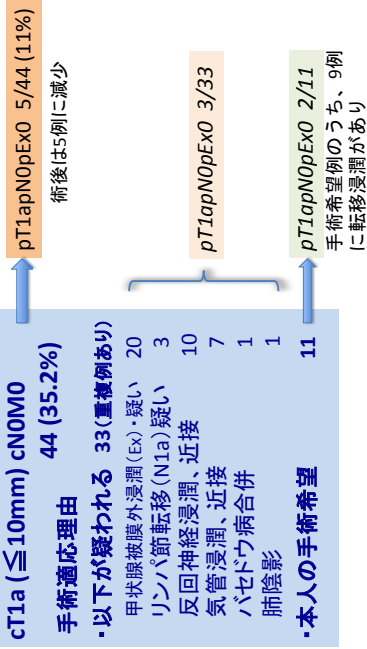 cT1a (≦10mm) cN0M0
44 (35.2%)
手術適応理由
・以下が疑われる 33(重複例あり)
甲状腺被膜外浸潤(Ex)・疑い 20
リンパ節転移(N1a)疑い 3
反回神経浸潤、近接 10
気管浸潤、近接 7
バセドウ病合併 1
肺陰影 1
・本人の手術希望 11
pT1apN0pEx0 5/44 (11%)
術後は5例に減少
pT1apN0pEx0 3/33
pT1apN0pEx0 2/11
手術希望例のうち、9例
に転移浸潤があり